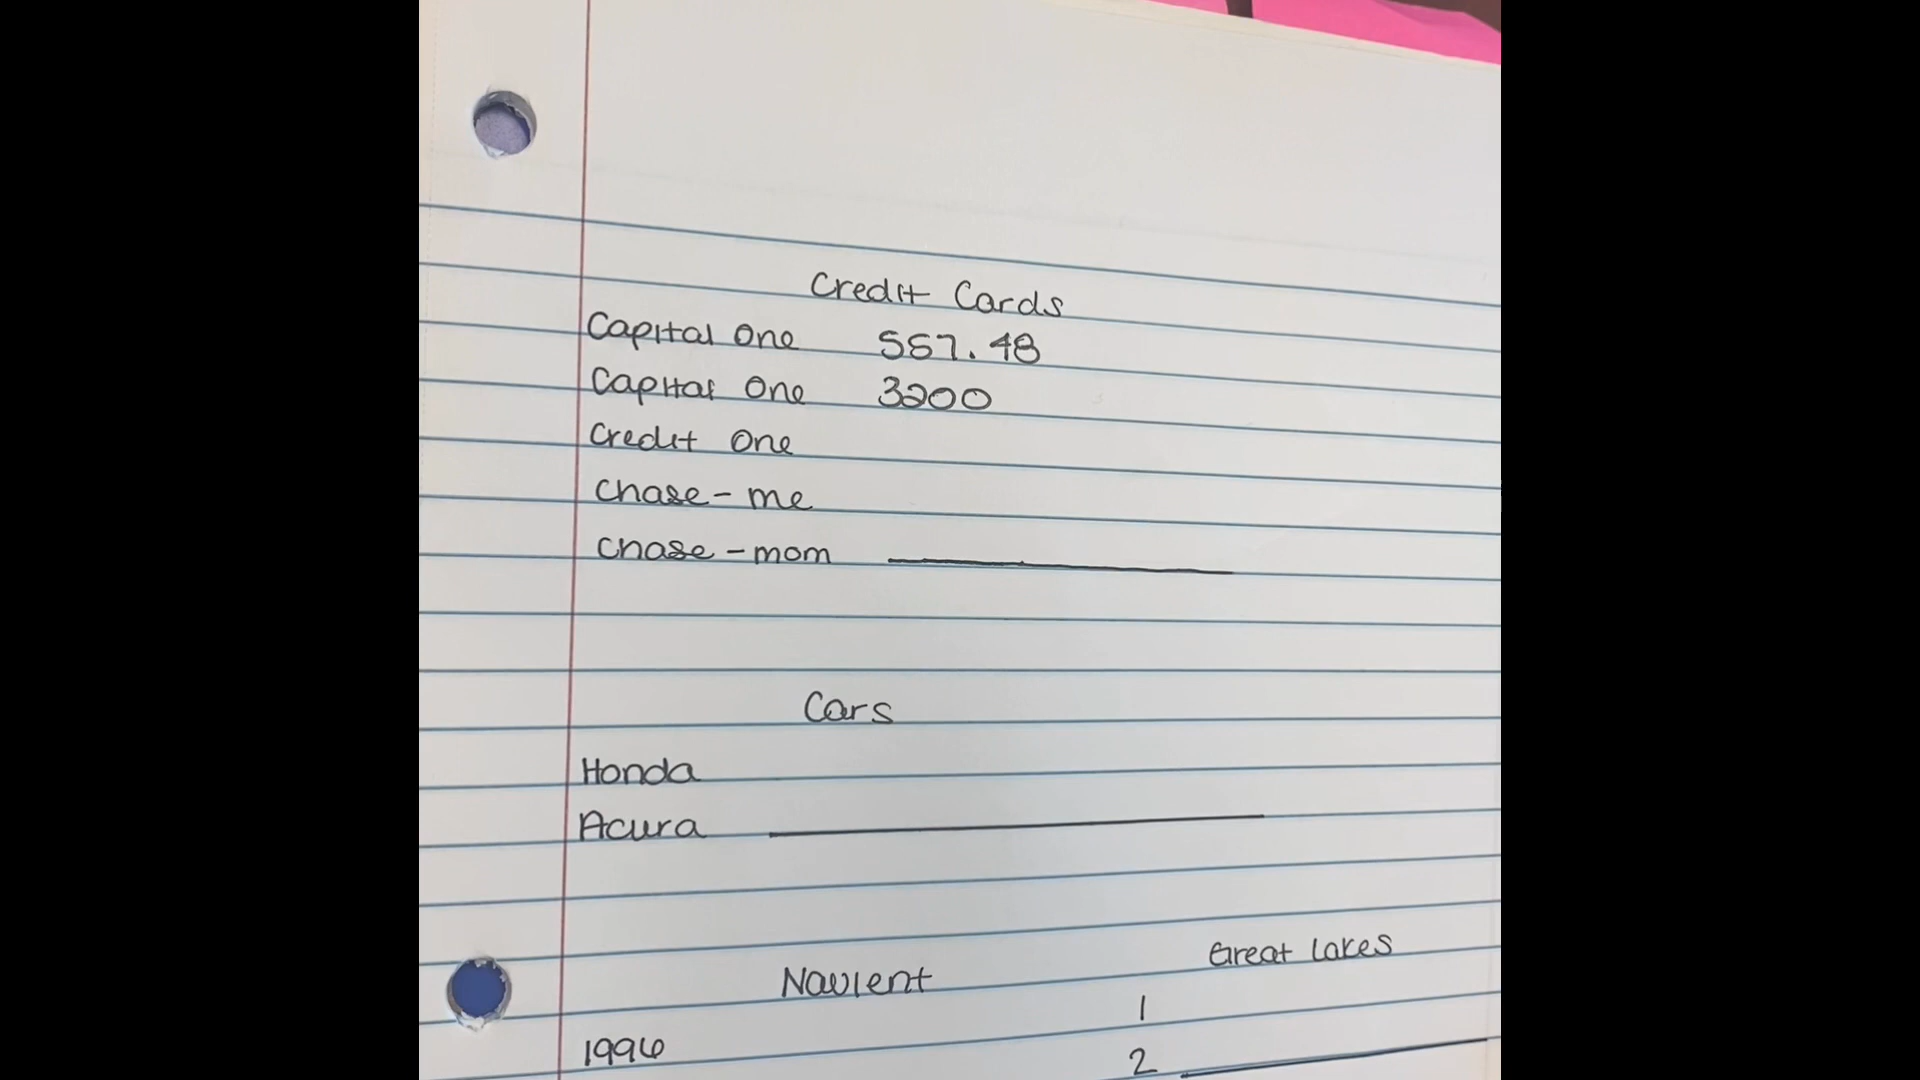 Credit Cards
Capital One 557.48
Capital One 3200
Credit One
Chase - me
Chase - mom
Cars
Honda
Acura
Great Lakes
Navient
1
1996
2